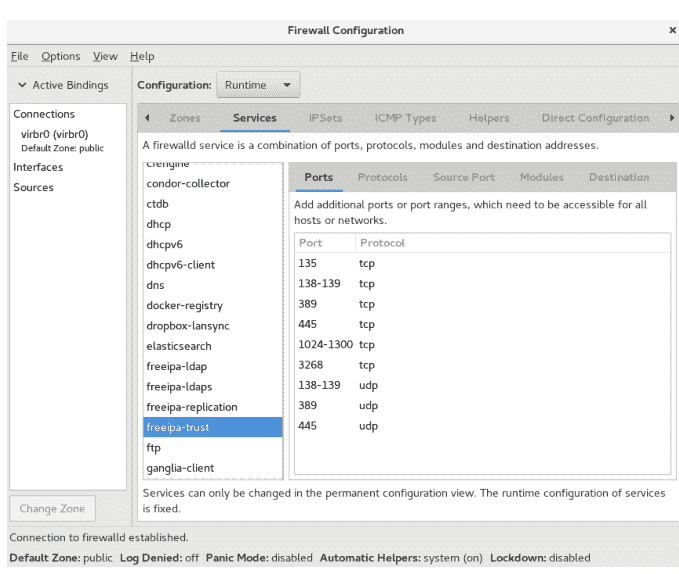 Firewall Configuration ×
File Options View Help
Active Bindings
Configuration: Runtime
Connections
virbr0 (virbr0)
Default Zone: public
Interfaces
Sources
Change Zone
Zones Services IPSets ICMP Types Helpers Direct Configuration
A firewalld service is a combination of ports, protocols, modules and destination addresses.
ctengine
condor-collector
ctdb
dhcp
dhcpv6
dhcpv6-client
dns
docker-registry
dropbox-lansync
elasticsearch
freeipa-ldap
freeipa-ldaps
freeipa-replication
freeipa-trust
ftp
ganglia-client
Ports Protocols Source Port Modules Destination
Add additional ports or port ranges, which need to be accessible for all
hosts or networks.
Port Protocol
135 tcp
138-139 tcp
389 tcp
445 tcp
1024-1300 tcp
3268 tcp
138-139 udp
389 udp
445 udp
Services can only be changed in the permanent configuration view. The runtime configuration of services
is fixed.
Connection to firewalld established.
Default Zone: public Log Denied: off Panic Mode: disabled Automatic Helpers: system (on) Lockdown: disabled